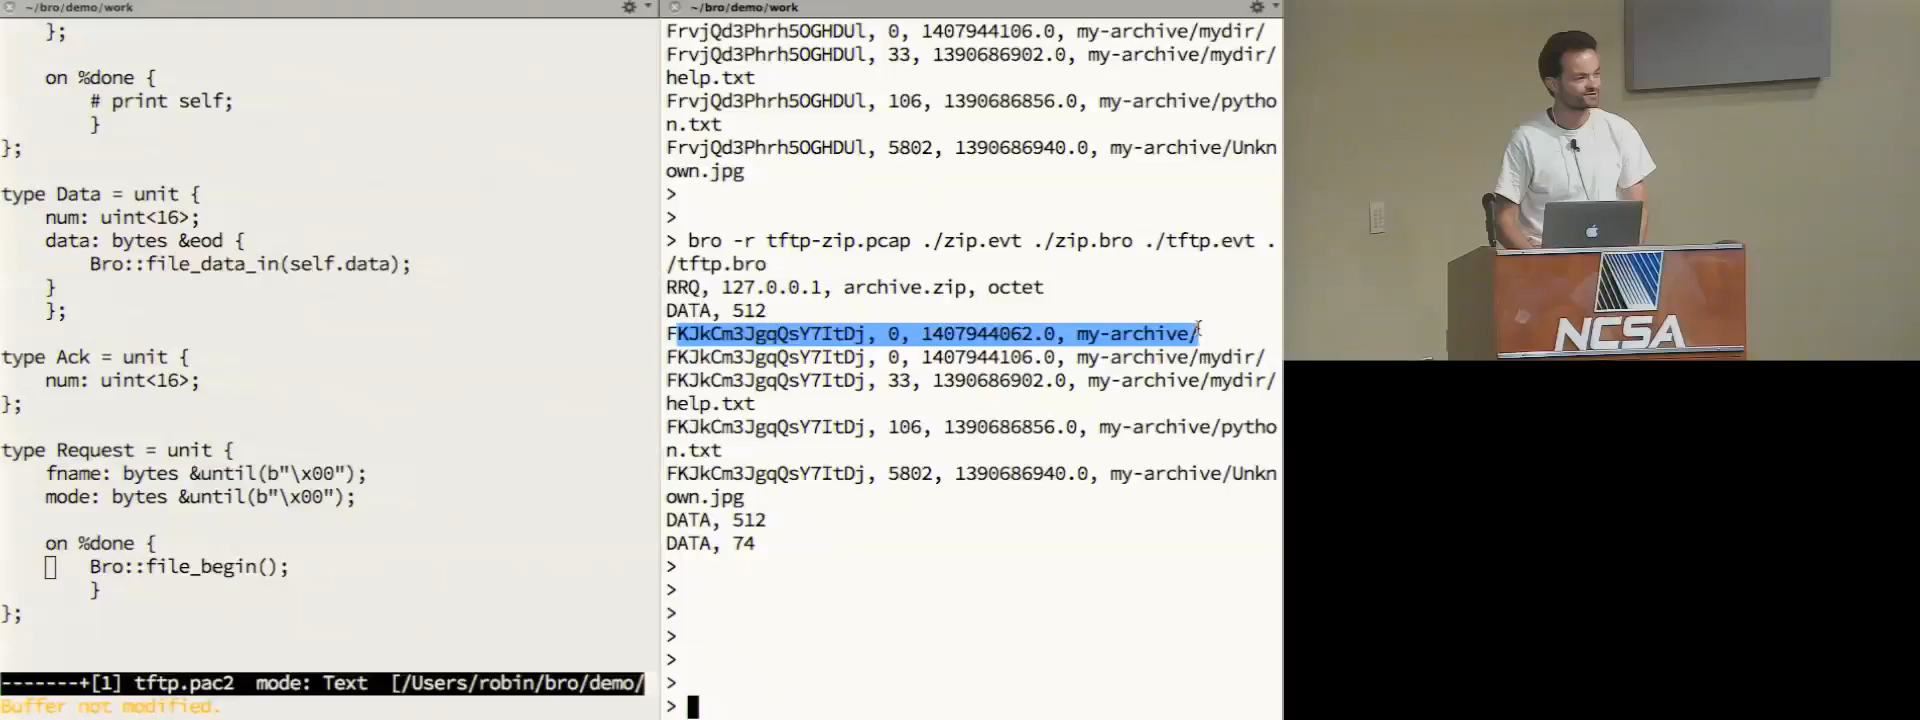 ~/bro/demo/work
};
on %done {
# print self;
}
};
type Data = unit {
num: uint<16>;
data: bytes &eod {
Bro::file_data_in(self.data);
}
};
type Ack = unit {
num: uint<16>;
};
type Request = unit {
fname: bytes &until(b"\x00");
mode: bytes &until(b"\x00");
on %done {
Bro::file_begin();
}
};
-------+[1] tftp.pac2  mode: Text  [/Users/robin/bro/demo/
Buffer not modified.
~/bro/demo/work
FrvjQd3Phrh5OGHDUl, 0, 1407944106.0, my-archive/mydir/
FrvjQd3Phrh5OGHDUl, 33, 1390686902.0, my-archive/mydir/
help.txt
FrvjQd3Phrh5OGHDUl, 106, 1390686856.0, my-archive/pytho
n.txt
FrvjQd3Phrh5OGHDUl, 5802, 1390686940.0, my-archive/Unkn
own.jpg
>
>
> bro -r tftp-zip.pcap ./zip.evt ./zip.bro ./tftp.evt .
/tftp.bro
RRQ, 127.0.0.1, archive.zip, octet
DATA, 512
FKJkCm3JgqQsY7ItDj, 0, 1407944062.0, my-archive/
FKJkCm3JgqQsY7ItDj, 0, 1407944106.0, my-archive/mydir/
FKJkCm3JgqQsY7ItDj, 33, 1390686902.0, my-archive/mydir/
help.txt
FKJkCm3JgqQsY7ItDj, 106, 1390686856.0, my-archive/pytho
n.txt
FKJkCm3JgqQsY7ItDj, 5802, 1390686940.0, my-archive/Unkn
own.jpg
DATA, 512
DATA, 74
>
>
>
>
>
>
>
NCSA